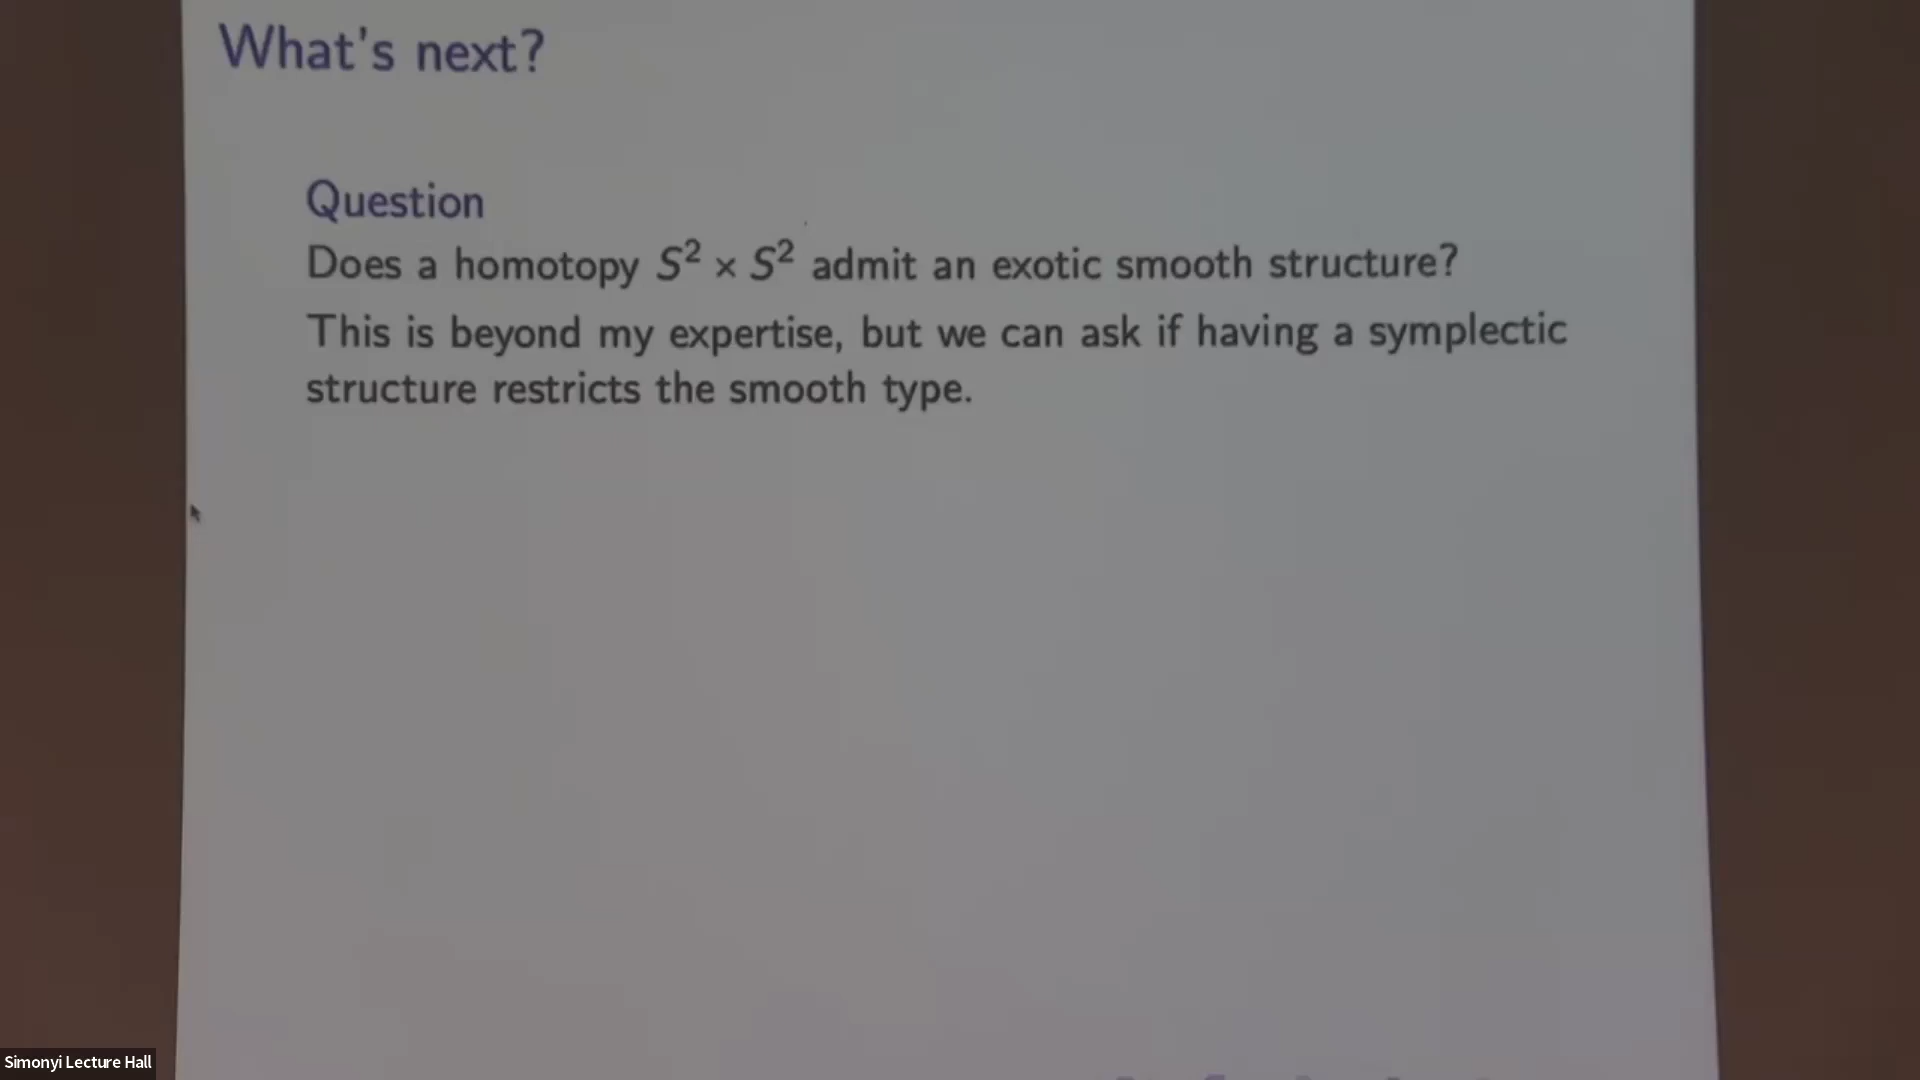 What's next?
Question
Does a homotopy S² × S² admit an exotic smooth structure?
This is beyond my expertise, but we can ask if having a symplectic
structure restricts the smooth type.
Simonyi Lecture Hall